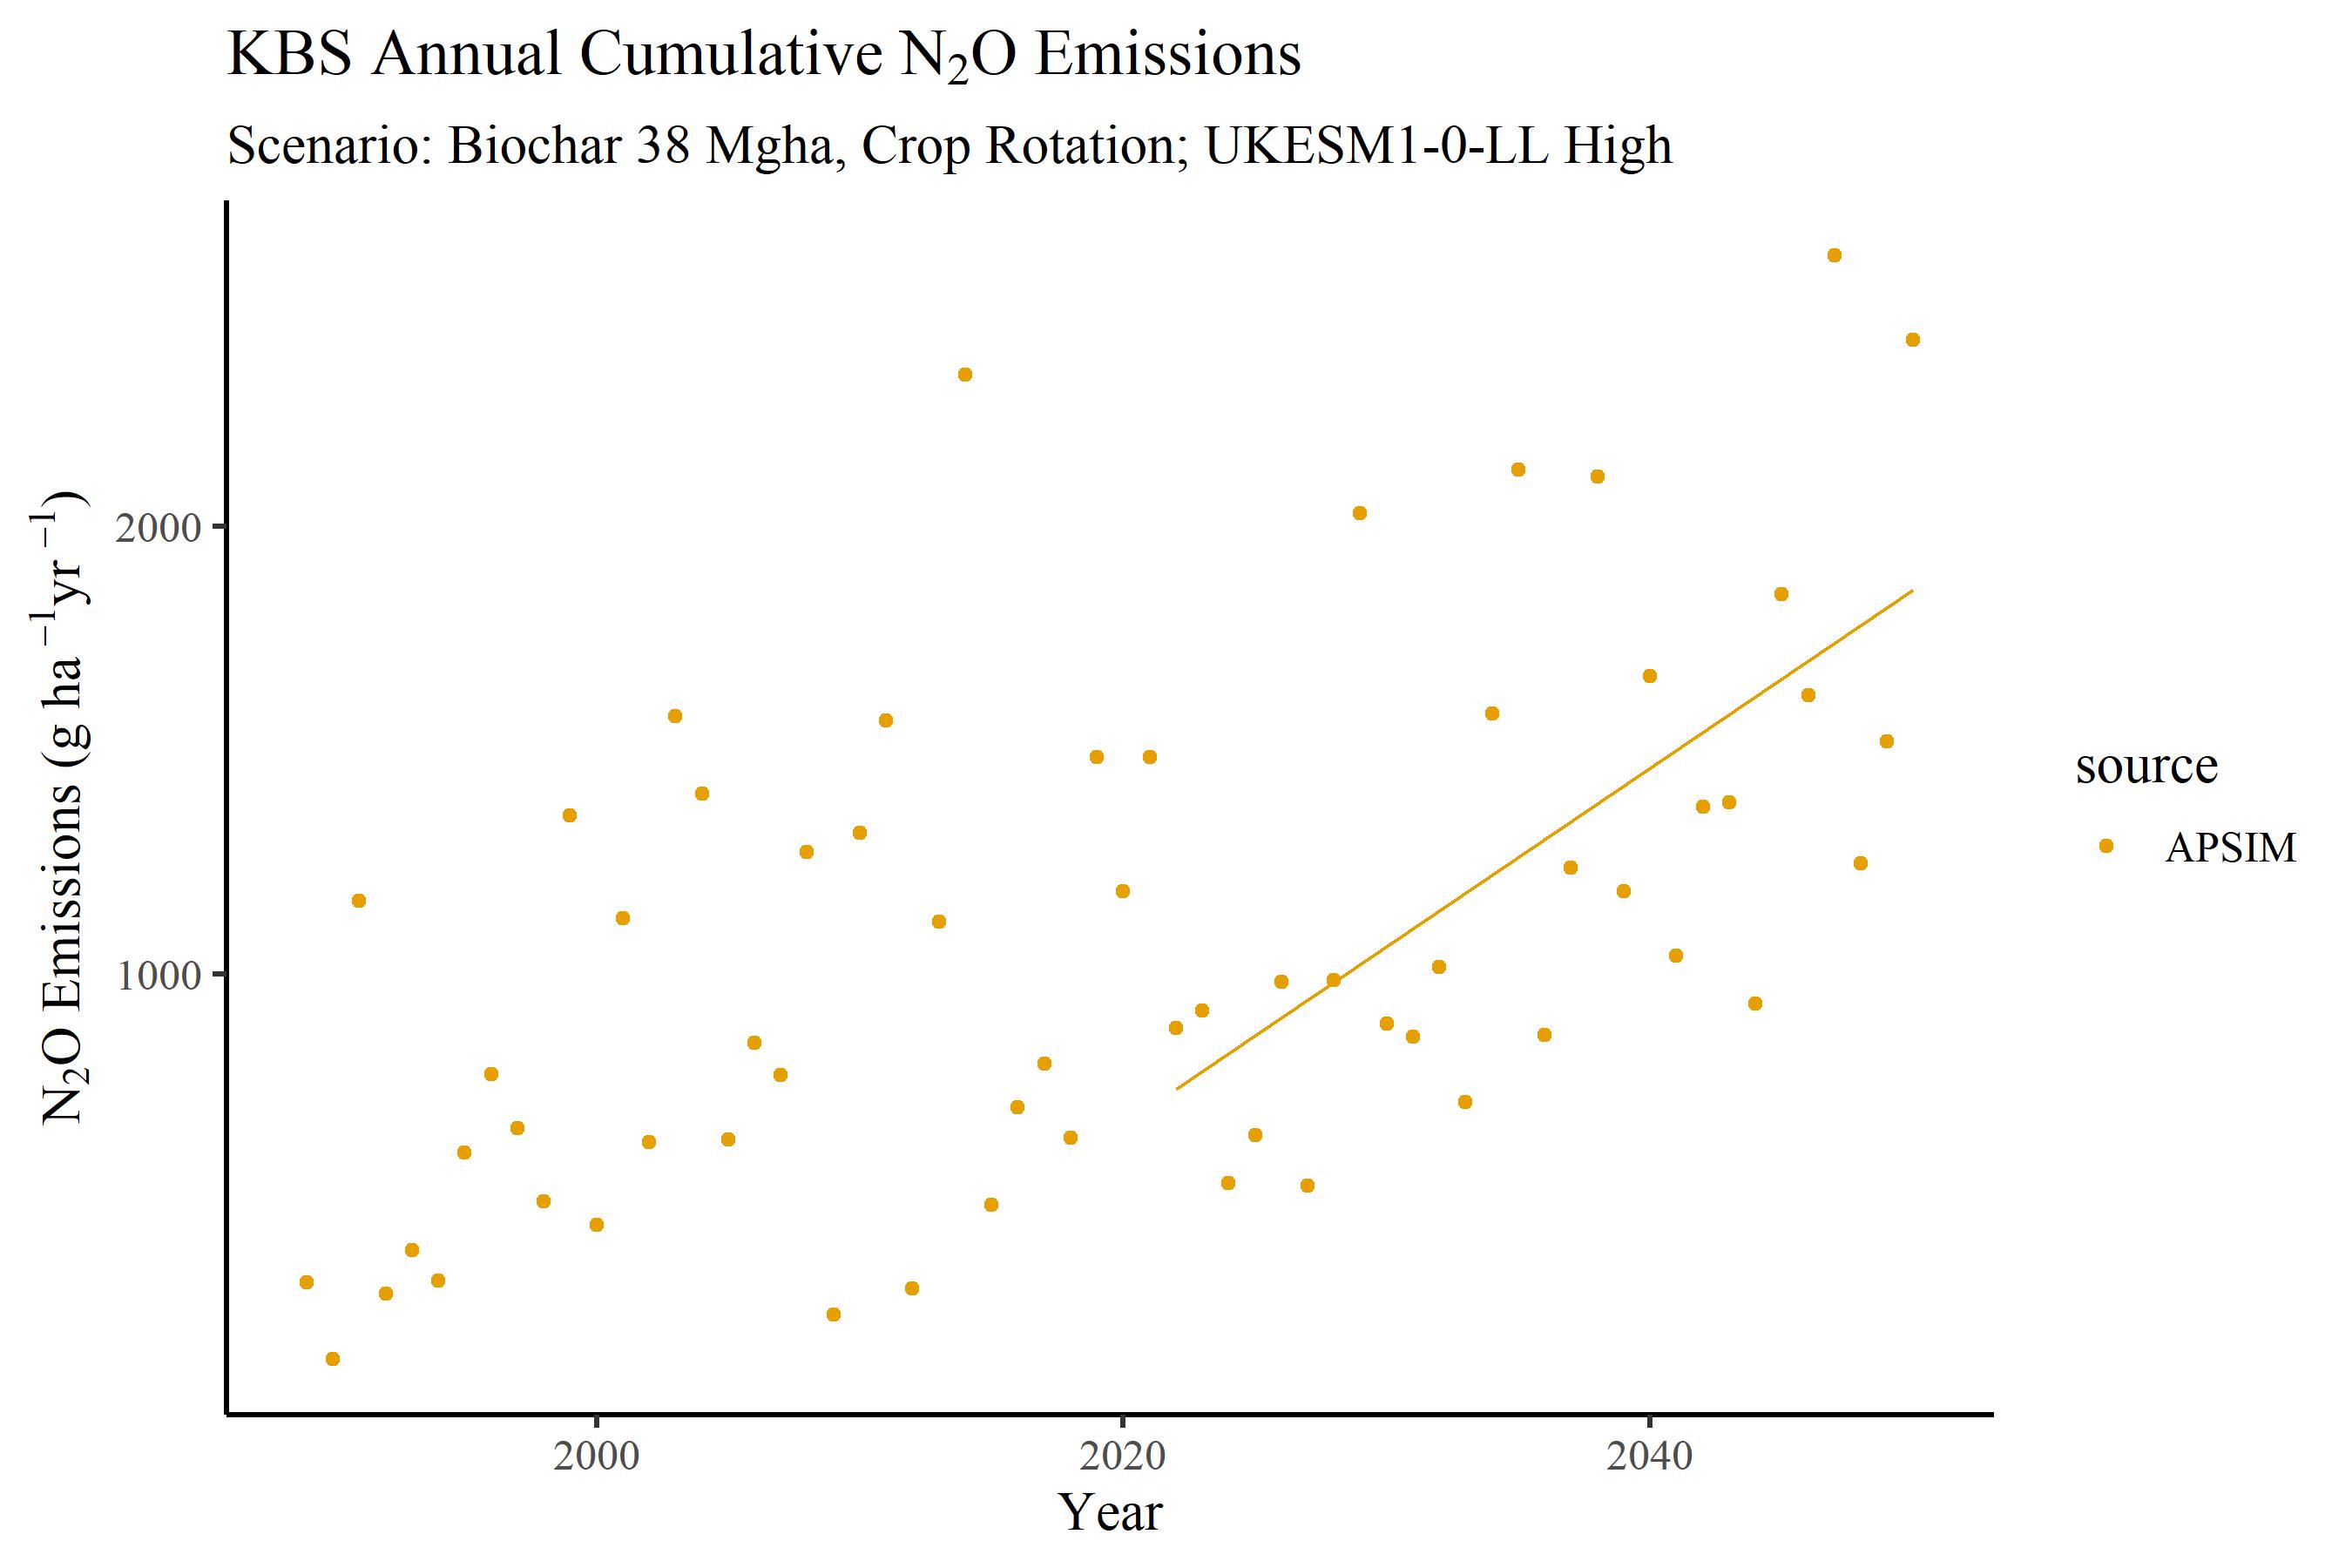 KBS Annual Cumulative N₂O Emissions
Scenario: Biochar 38 Mgha, Crop Rotation; UKESM1-0-LL High
N₂O Emissions (g ha ⁻¹yr ⁻¹)
2000
1000
2000
2020
2040
Year
source
APSIM